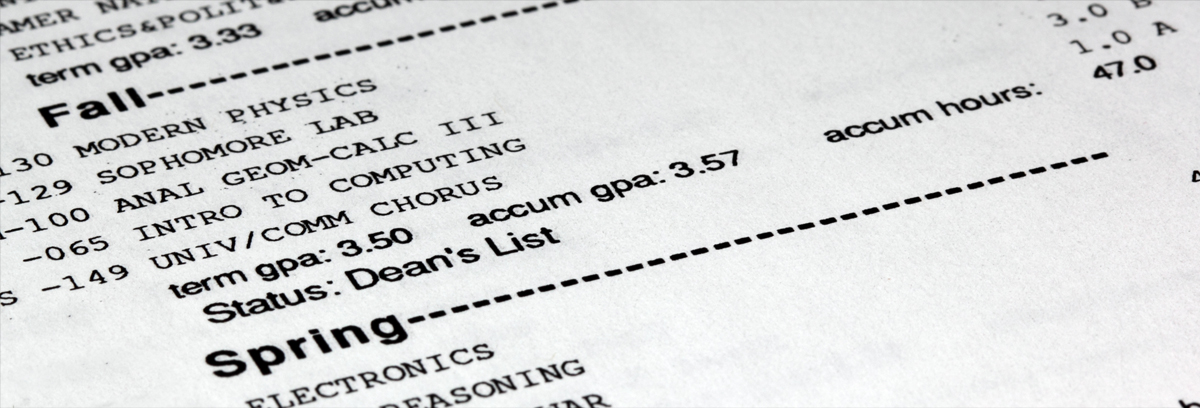 AMER
ETHICS&POLIT
term gpa: 3.33 accum
Fall
130 MODERN PHYSICS
-129 SOPHOMORE LAB
-100 ANAL GEOM-CALC III 3.0 B
-065 INTRO TO COMPUTING 1.0 A
S -149 UNIV/COMM CHORUS
term gpa: 3.50 accum gpa: 3.57 accum hours: 47.0
Status: Dean's List
Spring
ELECTRONICS
REASONING